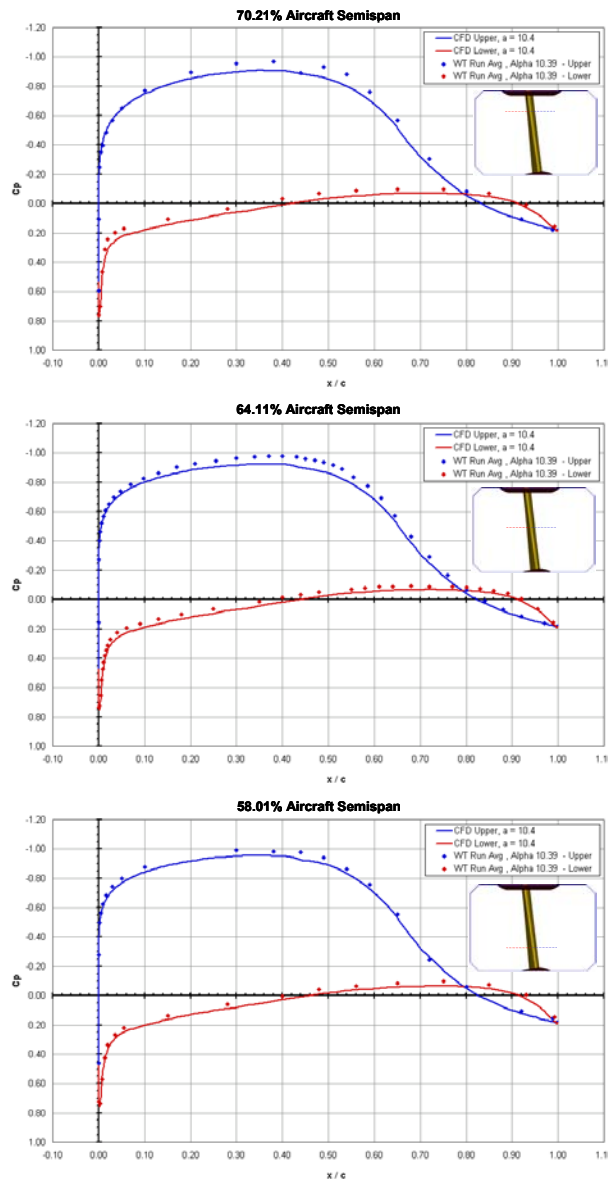 70.21% Aircraft Semispan
CFD Upper, a = 10.4
CFD Lower, a = 10.4
WT Run Avg , Alpha 10.39 - Upper
WT Run Avg , Alpha 10.39 - Lower
-1.20
-1.00
-0.80
-0.60
-0.40
-0.20
0.00
0.20
0.40
0.60
0.80
1.00
Cp
-0.10 0.00 0.10 0.20 0.30 0.40 0.50 0.60 0.70 0.80 0.90 1.00 1.1
x / c
64.11% Aircraft Semispan
CFD Upper, a = 10.4
CFD Lower, a = 10.4
WT Run Avg , Alpha 10.39 - Upper
WT Run Avg , Alpha 10.39 - Lower
-1.20
-1.00
-0.80
-0.60
-0.40
-0.20
0.00
0.20
0.40
0.60
0.80
1.00
Cp
-0.10 0.00 0.10 0.20 0.30 0.40 0.50 0.60 0.70 0.80 0.90 1.00 1.1
x / c
58.01% Aircraft Semispan
CFD Upper, a = 10.4
CFD Lower, a = 10.4
WT Run Avg , Alpha 10.39 - Upper
WT Run Avg , Alpha 10.39 - Lower
-1.20
-1.00
-0.80
-0.60
-0.40
-0.20
0.00
0.20
0.40
0.60
0.80
1.00
Cp
-0.10 0.00 0.10 0.20 0.30 0.40 0.50 0.60 0.70 0.80 0.90 1.00 1.1
x / c